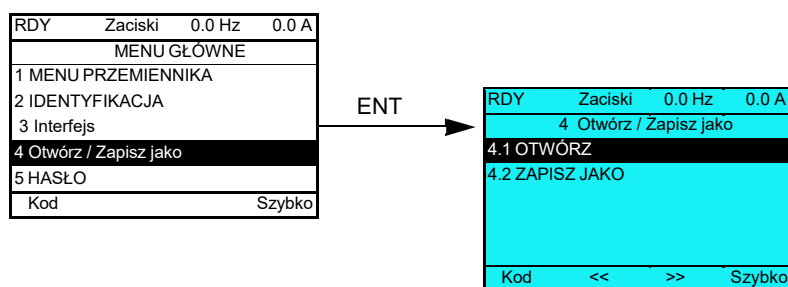 RDY Zaciski 0.0 Hz 0.0 A
MENU GŁÓWNE
1 MENU PRZEMIENNIKA
2 IDENTYFIKACJA
3 Interfejs
4 Otwórz / Zapisz jako
5 HASŁO
Kod Szybko
ENT
RDY Zaciski 0.0 Hz 0.0 A
4 Otwórz / Zapisz jako
4.1 OTWÓRZ
4.2 ZAPISZ JAKO
Kod << >> Szybko